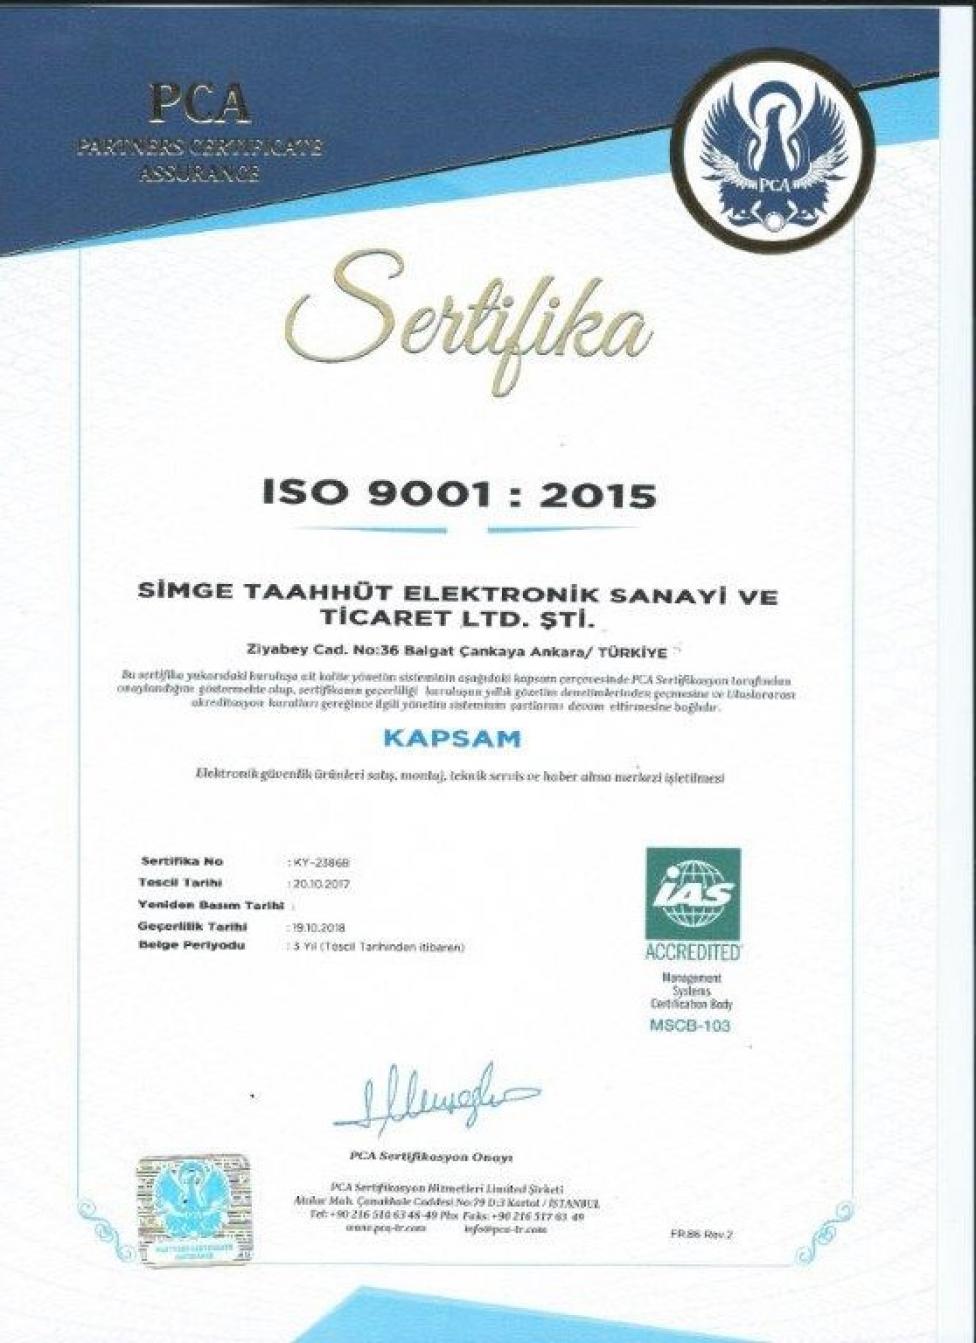 PCA
PARTNERS CERTIFICATE
ASSURANCE
PCA
Sertifika
ISO 9001 : 2015
SİMGE TAAHHÜT ELEKTRONİK SANAYİ VE
TİCARET LTD. ŞTİ.
Ziyabey Cad. No:36 Balgat Çankaya Ankara/ TÜRKİYE
Bu sertifika yukarıdaki kuruluşa ait kalite yönetim sisteminin aşağıdaki kapsam çerçevesinde PCA Sertifikasyon tarafından
onaylandığını göstermekte olup, sertifikanın geçerliliği kuruluşun yıllık gözetim denetimlerinden geçmesine ve Uluslararası
akreditasyon kuralları gereğince ilgili yönetim sisteminin şartlarını devam ettirmesine bağlıdır.
KAPSAM
Elektronik güvenlik ürünleri satış, montaj, teknik servis ve haber alma merkezi işletilmesi
Sertifika No : KY-2386B
Tescil Tarihi : 20.10.2017
Yeniden Basım Tarihi :
Geçerlilik Tarihi : 19.10.2018
Belge Periyodu : 3 Yıl (Tescil Tarihinden itibaren)
IAS
ACCREDITED
Management
Systems
Certification Body
MSCB-103
PCA Sertifikasyon Onayı
PCA Sertifikasyon Hizmetleri Limited Şirketi
Atalar Mah. Çanakkale Caddesi No:79 D:3 Kartal / İSTANBUL
Tel: +90 216 510 63 48-49 Pbx Faks: +90 216 517 63 49
www.pca-tr.com info@pca-tr.com
FR.86 Rev.2
PARTNERS CERTIFICATE
ASSURANCE